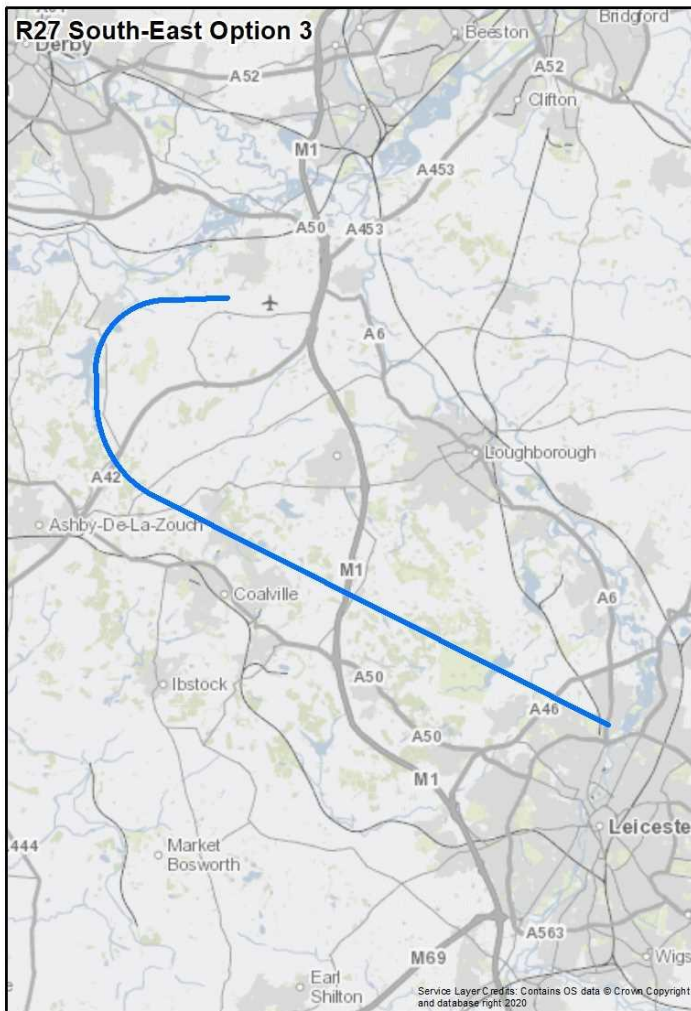 R27 South-East Option 3
Derby
Beeston
Bridgford
A52
A52
Clifton
M1
A453
A50
A453
A6
Loughborough
A42
Ashby-De-La-Zouch
M1
Coalville
A6
Ibstock
A50
A46
A50
M1
Leiceste
444
Market
Bosworth
A563
M69
Wigs
Earl
Shilton
Service Layer Credits: Contains OS data © Crown Copyright
and database right 2020